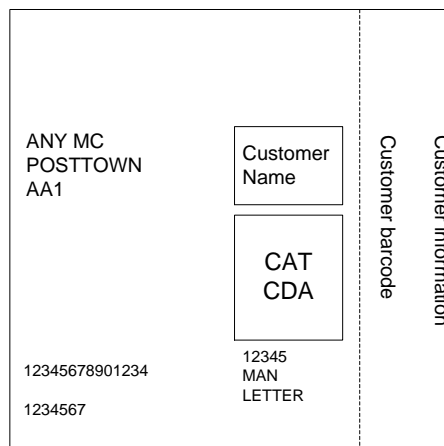 ANY MC
POSTTOWN
AA1
Customer
Name
CAT
CDA
12345678901234
1234567
12345
MAN
LETTER
Customer barcode
Customer information